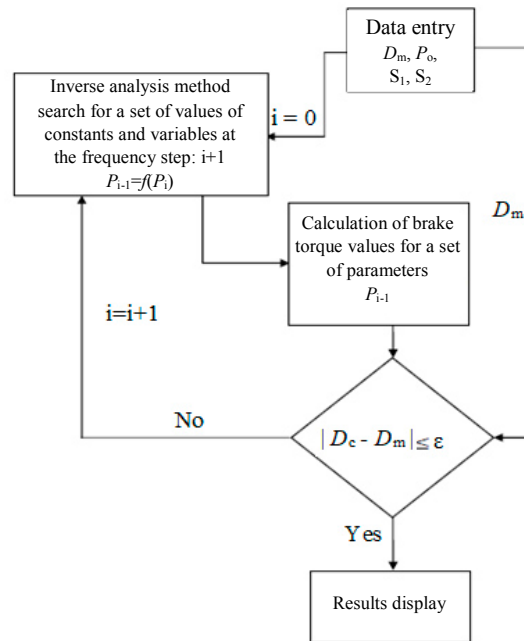 Data entry
Dm, Po,
S1, S2
Inverse analysis method
search for a set of values of
constants and variables at
the frequency step: i+1
Pi-1=f(Pi)
i = 0
Calculation of brake
torque values for a set
of parameters
Pi-1
Dm
i=i+1
No
| Dc - Dm| ≤ ε
Yes
Results display